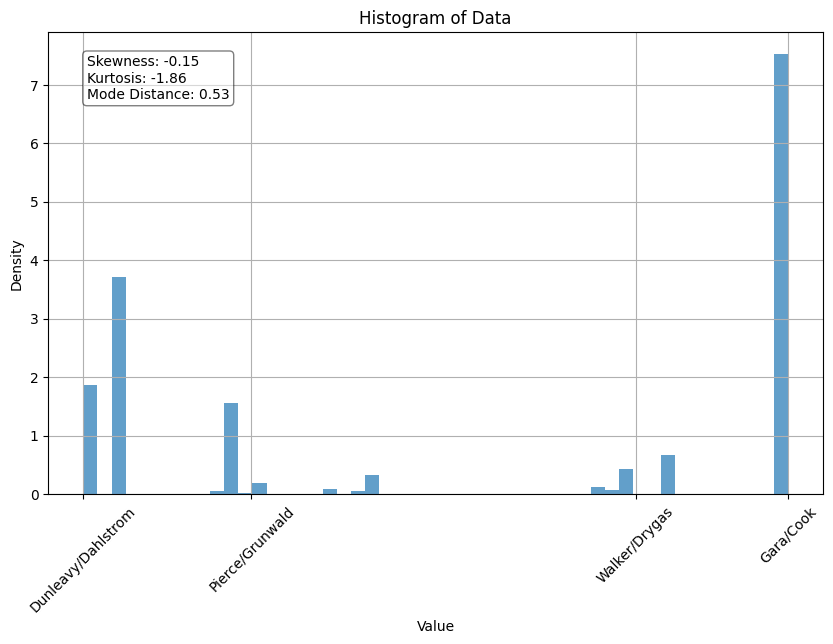 Histogram of Data
Skewness: -0.15
Kurtosis: -1.86
Mode Distance: 0.53
Density
7
6
5
4
3
2
1
0
Dunleavy/Dahlstrom
Pierce/Grunwald
Walker/Drygas
Gara/Cook
Value